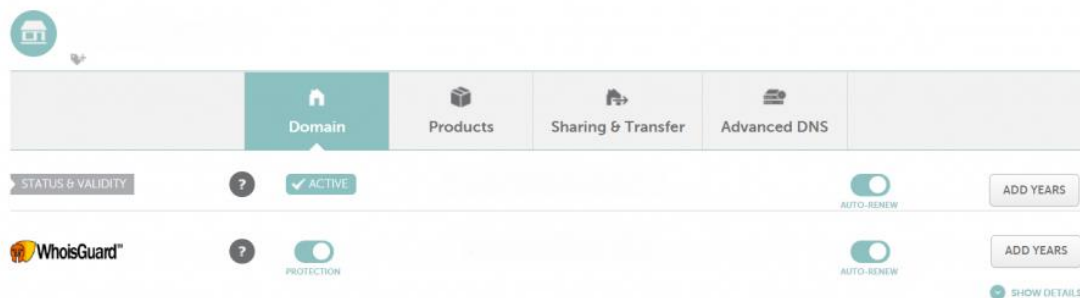 Domain
Products
Sharing & Transfer
Advanced DNS
STATUS & VALIDITY
?
ACTIVE
AUTO-RENEW
ADD YEARS
WhoisGuard™
?
PROTECTION
AUTO-RENEW
ADD YEARS
SHOW DETAILS